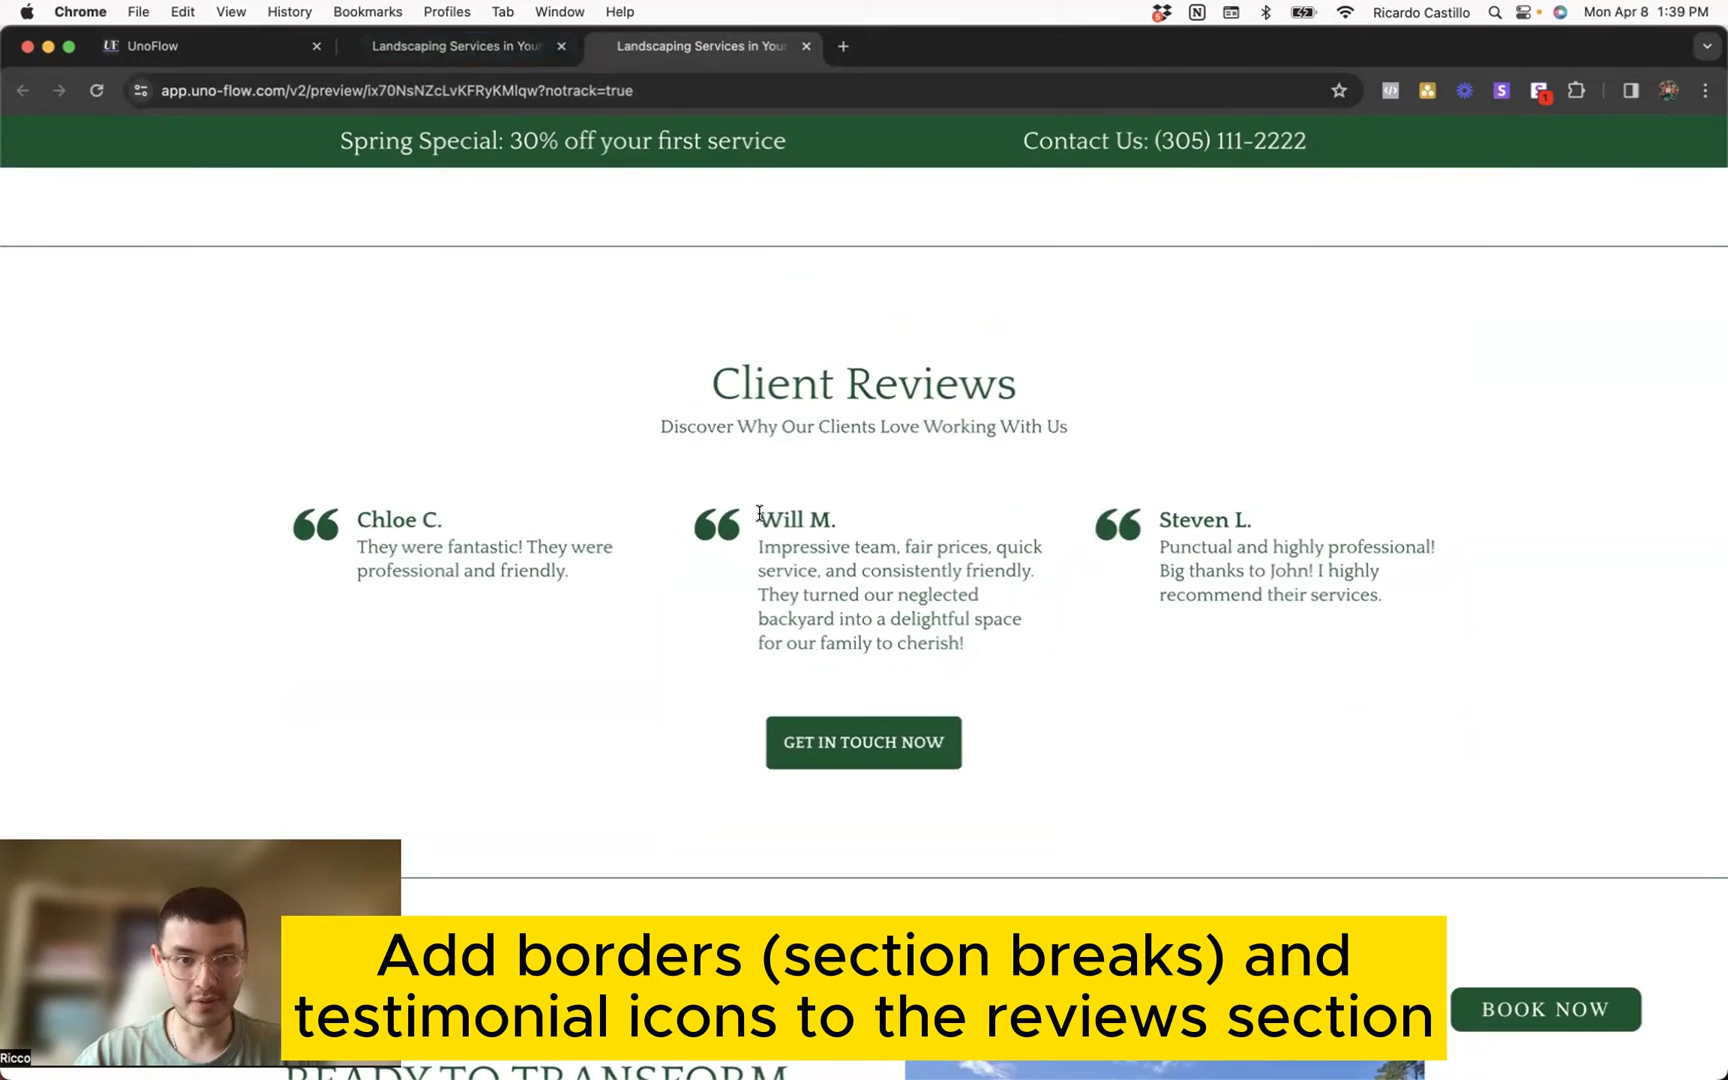 Chrome File Edit View History Bookmarks Profiles Tab Window Help Ricardo Castillo Mon Apr 8 1:39 PM
UnoFlow Landscaping Services in Your Landscaping Services in Your
app.uno-flow.com/v2/preview/ix70NsNZcLvKFRyKMlqw?notrack=true
Spring Special: 30% off your first service Contact Us: (305) 111-2222
Client Reviews
Discover Why Our Clients Love Working With Us
Chloe C.
They were fantastic! They were
professional and friendly.
Will M.
Impressive team, fair prices, quick
service, and consistently friendly.
They turned our neglected
backyard into a delightful space
for our family to cherish!
Steven L.
Punctual and highly professional!
Big thanks to John! I highly
recommend their services.
GET IN TOUCH NOW
Add borders (section breaks) and
testimonial icons to the reviews section
BOOK NOW
Ricco
READY TO TRANSFORM